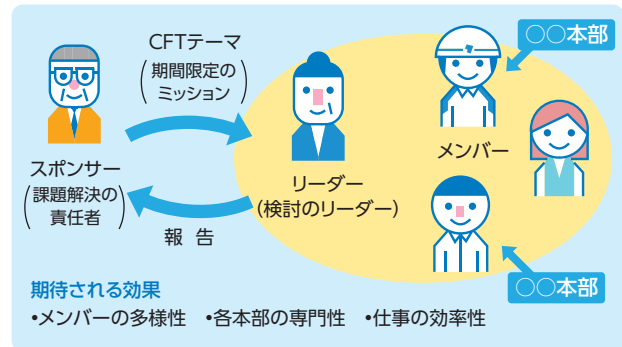 CFTテーマ
(期間限定の
ミッション)
○○本部
スポンサー
(課題解決の
責任者)
リーダー
(検討のリーダー)
メンバー
報 告
○○本部
期待される効果
•メンバーの多様性 •各本部の専門性 •仕事の効率性